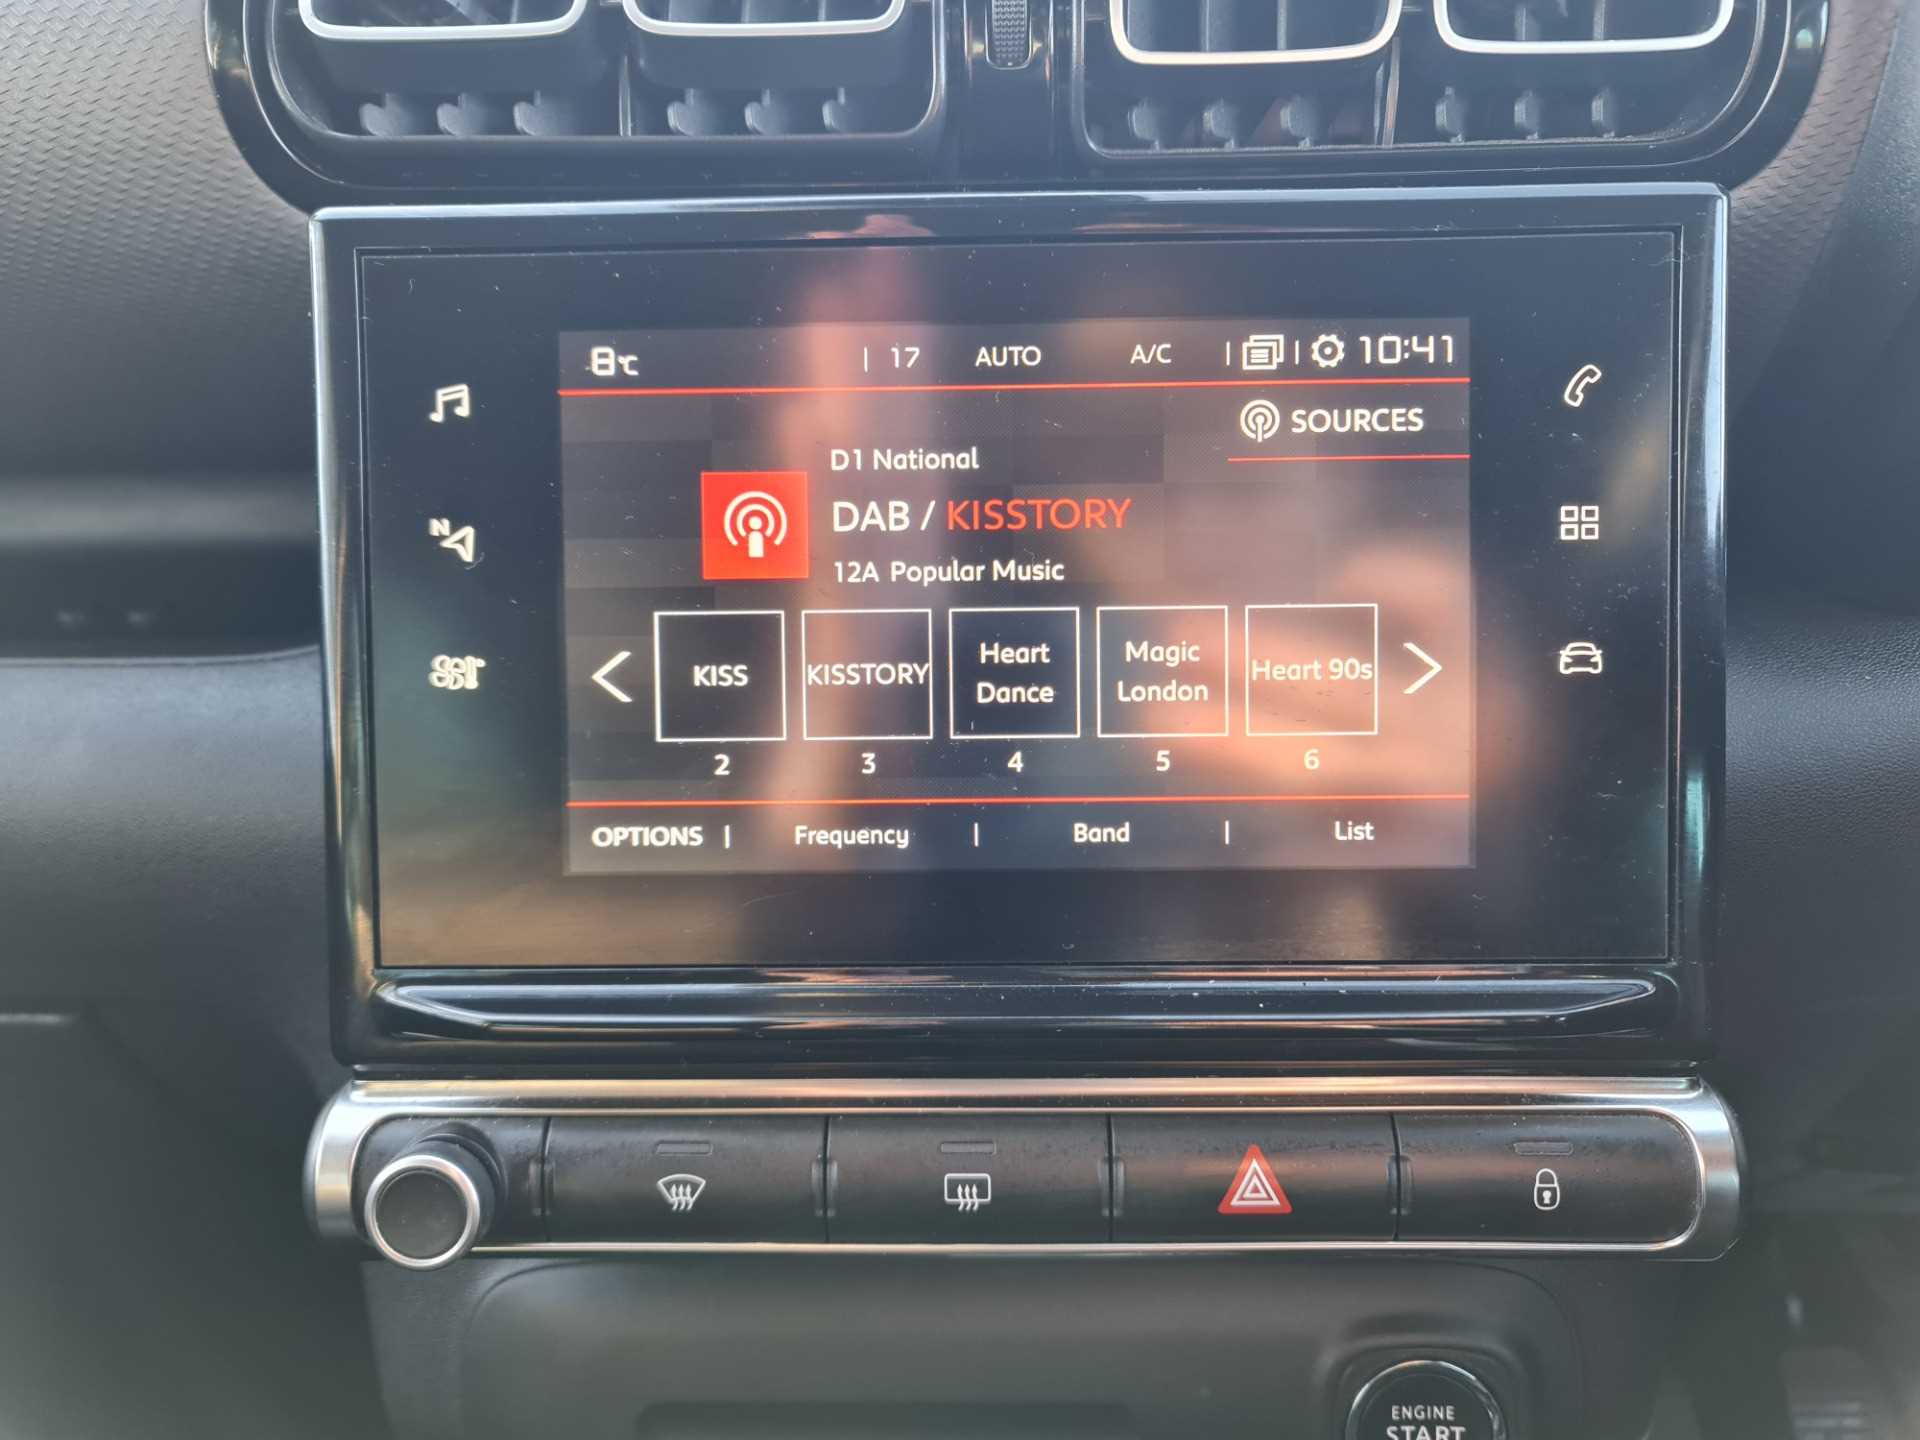 8°C | 17 AUTO A/C | | 10:41
SOURCES
D1 National
DAB / KISSTORY
12A Popular Music
KISS
KISSTORY
Heart
Dance
Magic
London
Heart 90s
2 3 4 5 6
OPTIONS | Frequency | Band | List
N
ENGINE
START